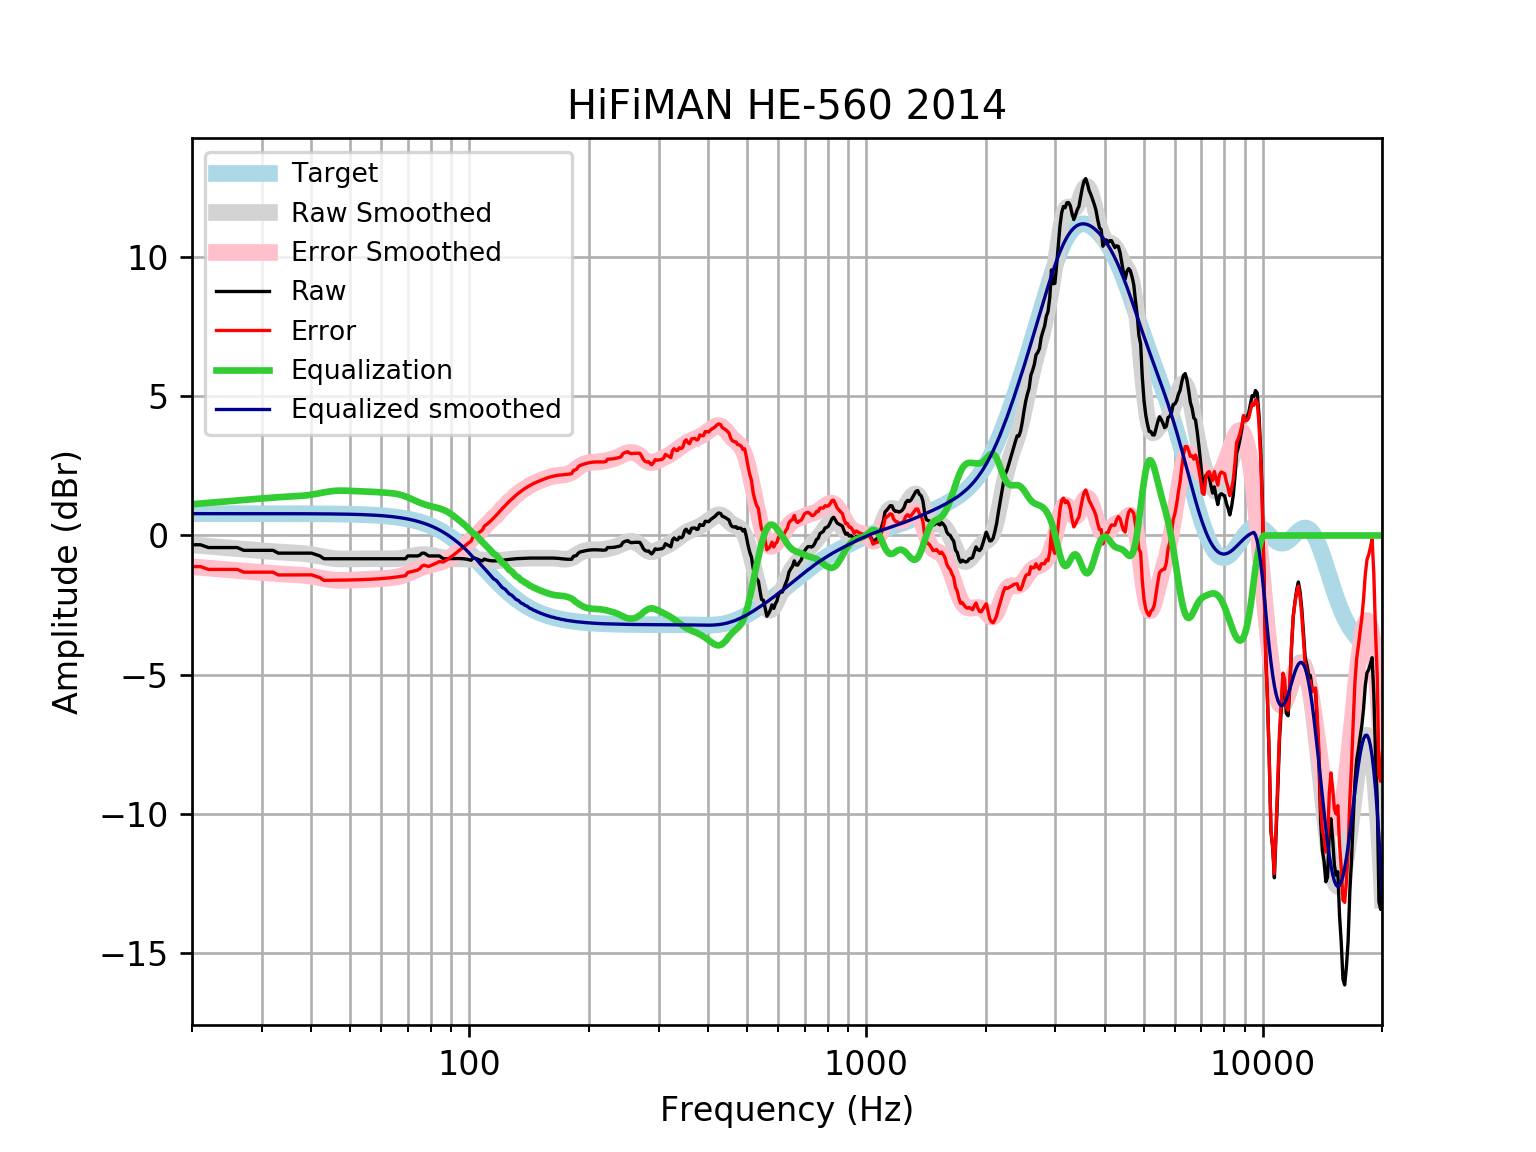 HiFiMAN HE-560 2014
Target
Raw Smoothed
Error Smoothed
Raw
Error
Equalization
Equalized smoothed
10
5
0
−5
−10
−15
Amplitude (dBr)
100
1000
10000
Frequency (Hz)